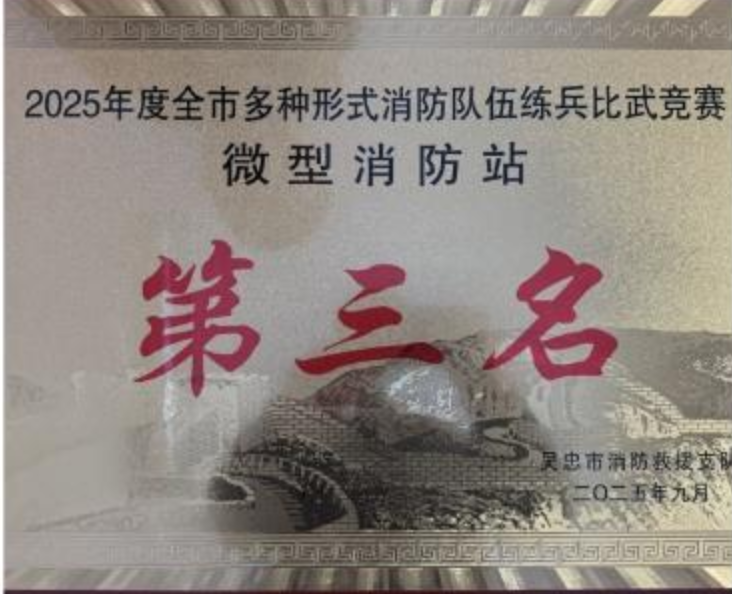 2025年度全市多种形式消防队伍练兵比武竞赛
微型消防站
第三名
吴忠市消防救援支队
二〇二五年九月